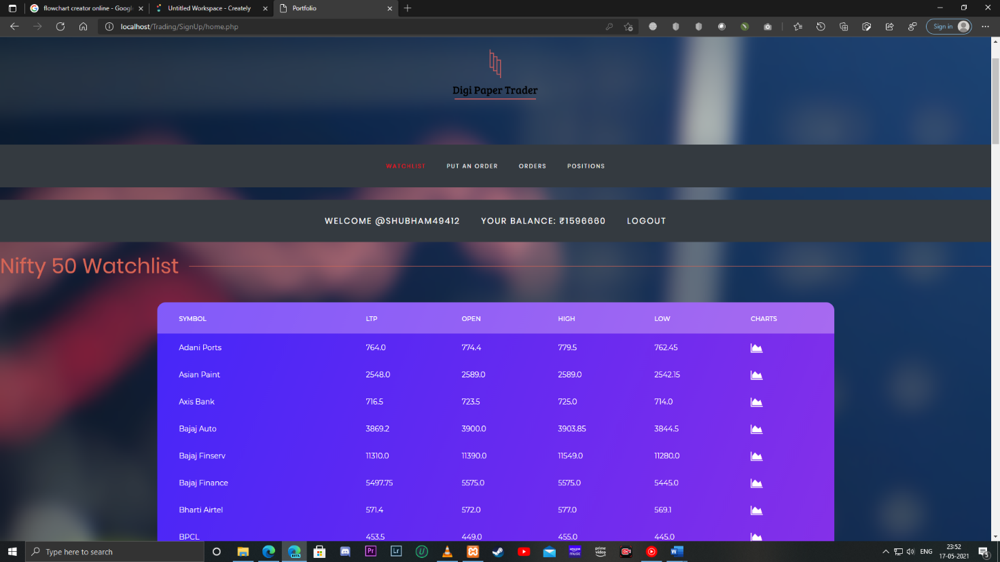 flowchart creator online - Googl
Untitled Workspace - Creately
Portfolio
localhost/Trading/SignUp/home.php
Sign in
Digi Paper Trader
WATCHLIST PUT AN ORDER ORDERS POSITIONS
WELCOME @SHUBHAM49412 YOUR BALANCE: ₹1596660 LOGOUT
Nifty 50 Watchlist
SYMBOL LTP OPEN HIGH LOW CHARTS
Adani Ports 764.0 774.4 779.5 762.45
Asian Paint 2548.0 2589.0 2589.0 2542.15
Axis Bank 716.5 723.5 725.0 714.0
Bajaj Auto 3869.2 3900.0 3903.85 3844.5
Bajaj Finserv 11310.0 11390.0 11549.0 11280.0
Bajaj Finance 5497.75 5575.0 5575.0 5445.0
Bharti Airtel 571.4 572.0 577.0 569.1
BPCL 453.5 449.0 455.0 445.0
Type here to search
Pr
Lr
prime video
ENG
23:52
17-05-2021
5